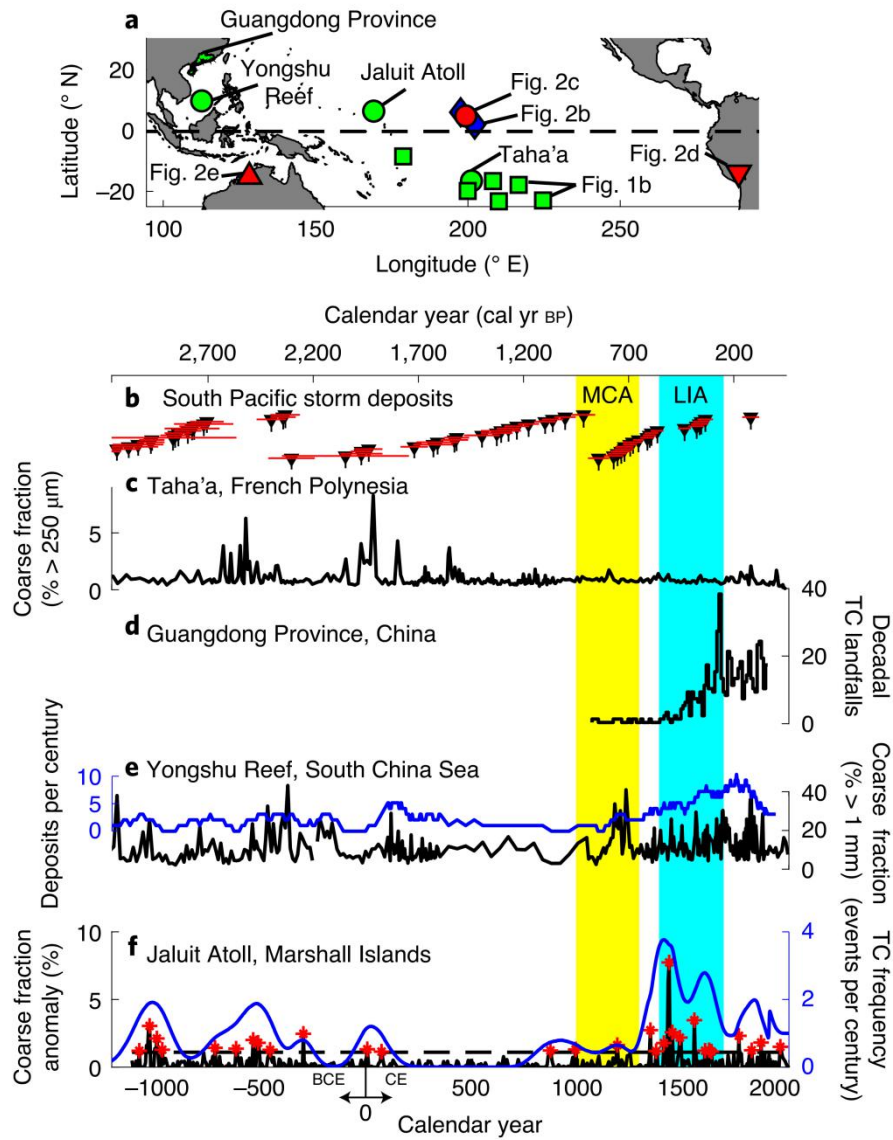 a
Guangdong Province
Yongshu
Reef
Jaluit Atoll
Fig. 2c
Fig. 2b
Fig. 2d
Fig. 2e
Taha'a
Fig. 1b
Latitude (° N)
30
0
−20
100
150
200
250
Longitude (° E)
Calendar year (cal yr BP)
2,700
2,200
1,700
1,200
700
200
b South Pacific storm deposits
MCA
LIA
c Taha'a, French Polynesia
Coarse fraction
(% > 250 μm)
5
0
d Guangdong Province, China
40
20
0
Decadal
TC landfalls
e Yongshu Reef, South China Sea
Deposits per century
10
5
0
40
20
0
Coarse fraction
(% > 1 mm)
f Jaluit Atoll, Marshall Islands
Coarse fraction
anomaly (%)
10
5
0
4
2
0
TC frequency
(events per century)
BCE
CE
−1000
−500
0
500
1000
1500
2000
Calendar year